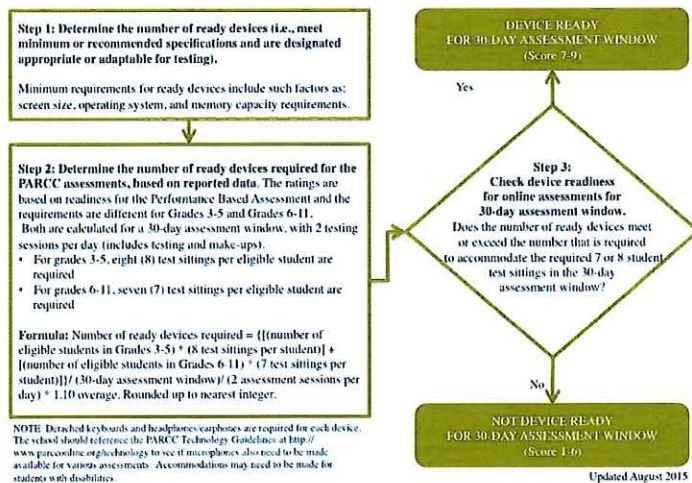 Step 1: Determine the number of ready devices (i.e., meet
minimum or recommended specifications and are designated
appropriate or adaptable for testing).
Minimum requirements for ready devices include such factors as:
screen size, operating system, and memory capacity requirements.
Step 2: Determine the number of ready devices required for the
PARCC assessments, based on reported data. The ratings are
based on readiness for the Performance Based Assessment and the
requirements are different for Grades 3-5 and Grades 6-11.
Both are calculated for a 30-day assessment window, with 2 testing
sessions per day (includes testing and make-ups).
• For grades 3-5, eight (8) test sittings per eligible student are
required
• For grades 6-11, seven (7) test sittings per eligible student are
required
Formula: Number of ready devices required = {[(number of
eligible students in Grades 3-5) * (8 test sittings per student)] +
[(number of eligible students in Grades 6-11) * (7 test sittings per
student)]}/ (30-day assessment window)/ (2 assessment sessions per
day) * 1.10 overage. Rounded up to nearest integer.
NOTE: Detached keyboards and headphones/earphones are required for each device.
The school should reference the PARCC Technology Guidelines at http://
www.parcconline.org/technology to see if microphones also need to be made
available for various assessments. Accommodations may need to be made for
students with disabilities
DEVICE READY
FOR 30-DAY ASSESSMENT WINDOW
(Score 7-9)
Yes
Step 3:
Check device readiness
for online assessments for
30-day assessment window.
Does the number of ready devices meet
or exceed the number that is required
to accommodate the required 7 or 8 student
test sittings in the 30-day
assessment window?
No
NOT DEVICE READY
FOR 30-DAY ASSESSMENT WINDOW
(Score 1-6)
Updated August 2015